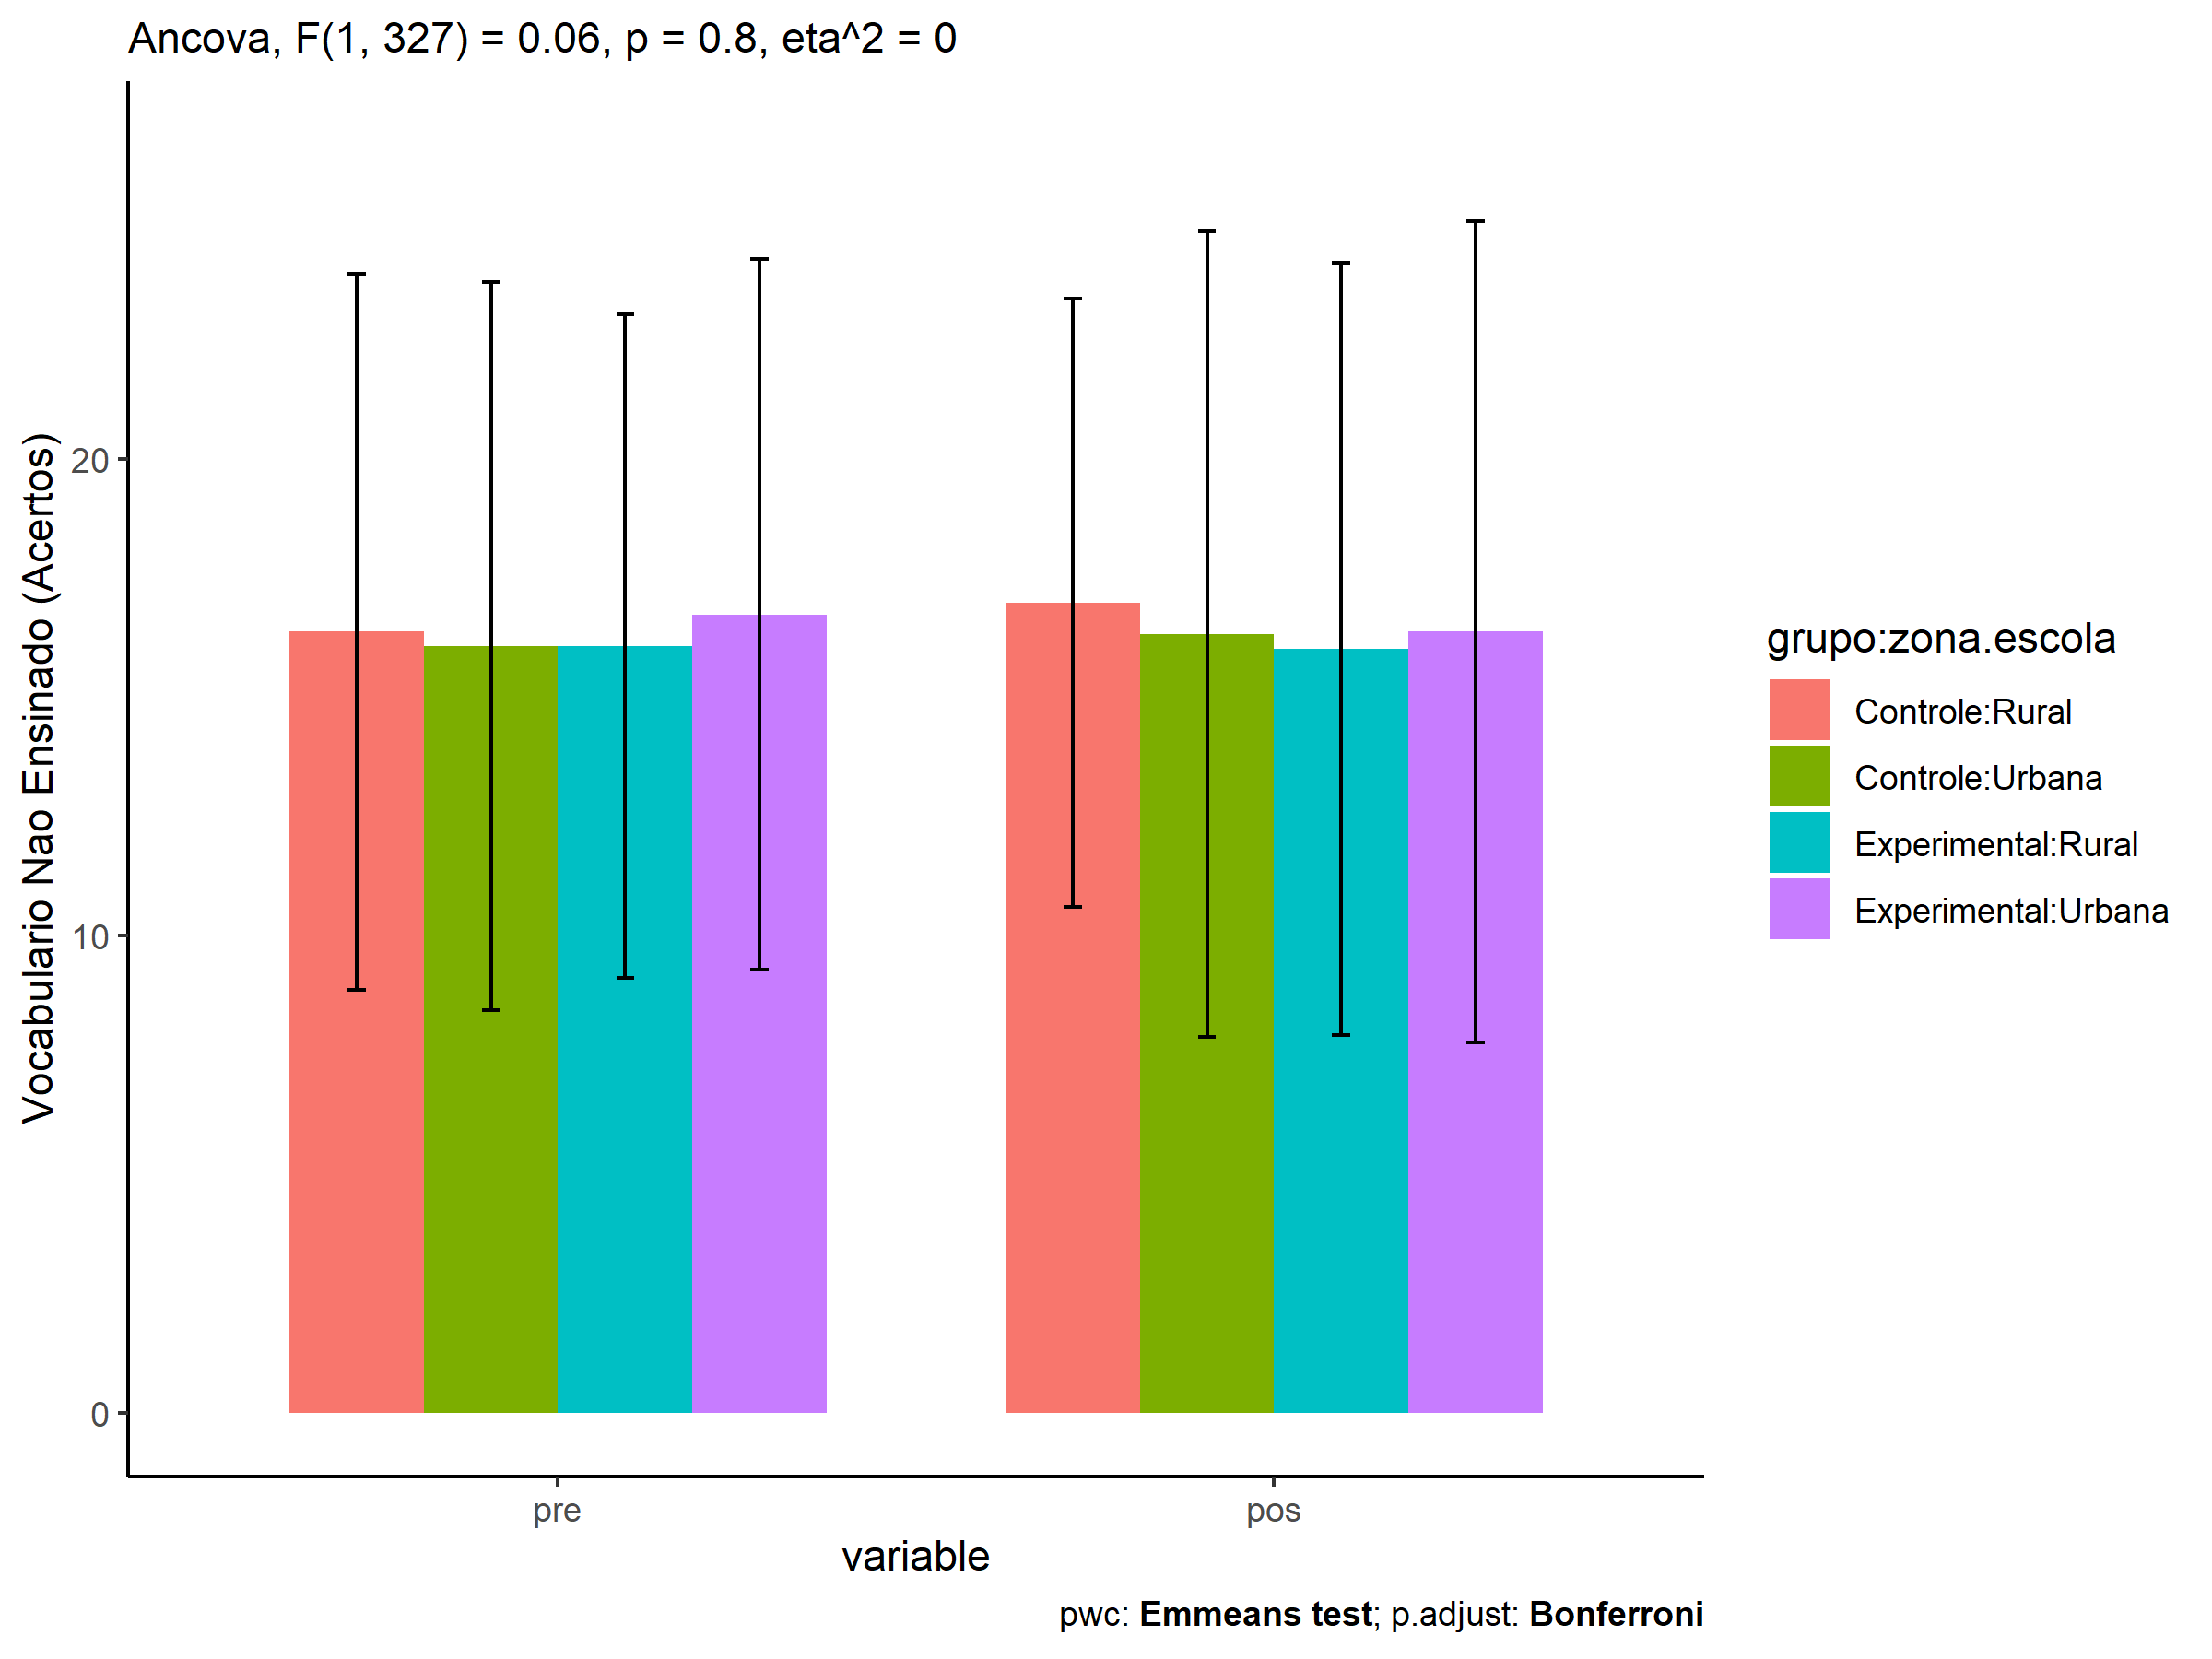 Ancova, F(1, 327) = 0.06, p = 0.8, eta^2 = 0
Vocabulario Nao Ensinado (Acertos)
20
10
0
pre
pos
variable
grupo:zona.escola
Controle:Rural
Controle:Urbana
Experimental:Rural
Experimental:Urbana
pwc: Emmeans test; p.adjust: Bonferroni